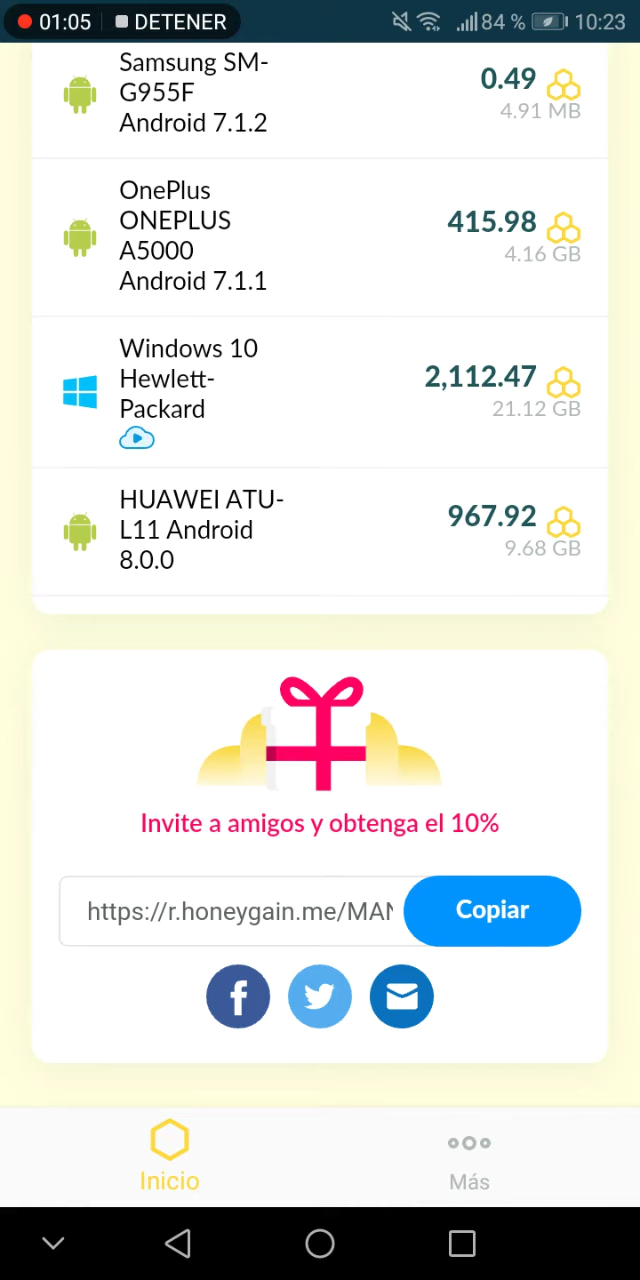 01:05 DETENER 84 % 10:23
Samsung SM-
G955F
Android 7.1.2
0.49
4.91 MB
OnePlus
ONEPLUS
A5000
Android 7.1.1
415.98
4.16 GB
Windows 10
Hewlett-
Packard
2,112.47
21.12 GB
HUAWEI ATU-
L11 Android
8.0.0
967.92
9.68 GB
Invite a amigos y obtenga el 10%
https://r.honeygain.me/MAN
Copiar
Inicio
Más